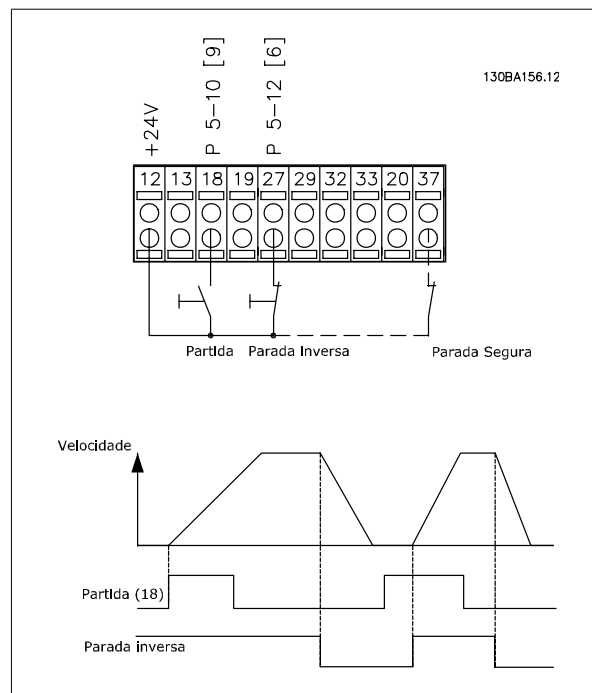 +24V
P 5-10 [9]
P 5-12 [6]
130BA156.12
12 13 18 19 27 29 32 33 20 37
Partida Parada Inversa Parada Segura
Velocidade
Partida (18)
Parada inversa